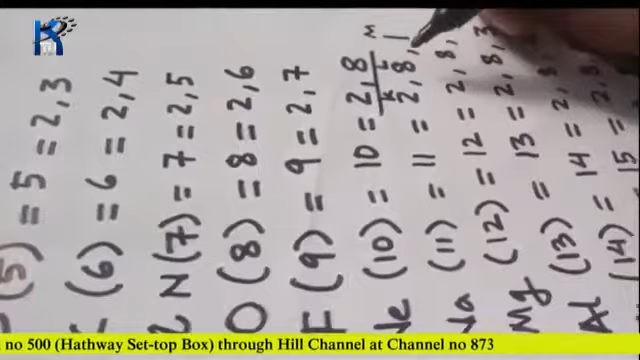 K
(5) = 5 = 2,3
(6) = 6 = 2,4
N (7) = 7 = 2,5
O (8) = 8 = 2,6
F (9) = 9 = 2,7
Ne (10) = 10 = 2,8
K L M
Na (11) = 11 = 2,8,1
Mg (12) = 12 = 2,8,
Al (13) = 13 = 2,8,3
(14) = 14 = 2,8
15 = 2,8
no 500 (Hathway Set-top Box) through Hill Channel at Channel no 873